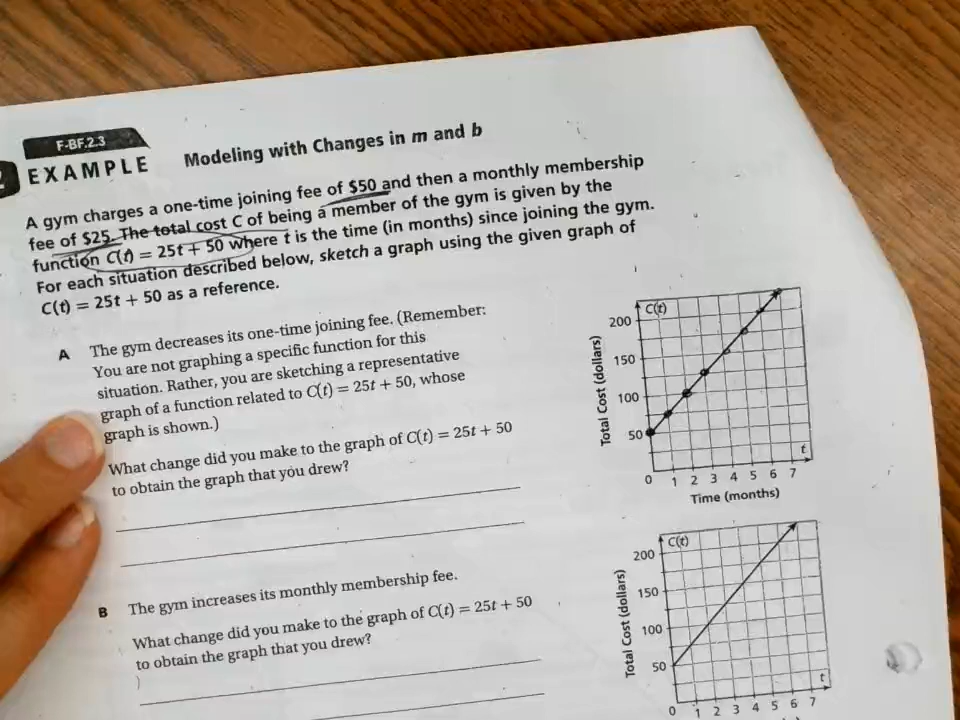 F-BF.2.3
EXAMPLE Modeling with Changes in m and b
A gym charges a one-time joining fee of $50 and then a monthly membership
fee of $25. The total cost C of being a member of the gym is given by the
function C(t) = 25t + 50 where t is the time (in months) since joining the gym.
For each situation described below, sketch a graph using the given graph of
C(t) = 25t + 50 as a reference.
A The gym decreases its one-time joining fee. (Remember:
You are not graphing a specific function for this
situation. Rather, you are sketching a representative
graph of a function related to C(t) = 25t + 50, whose
graph is shown.)
What change did you make to the graph of C(t) = 25t + 50
to obtain the graph that you drew?
C(t)
200
150
100
50
Total Cost (dollars)
t
0 1 2 3 4 5 6 7
Time (months)
B The gym increases its monthly membership fee.
What change did you make to the graph of C(t) = 25t + 50
to obtain the graph that you drew?
)
C(t)
200
150
100
50
Total Cost (dollars)
t
0 1 2 3 4 5 6 7